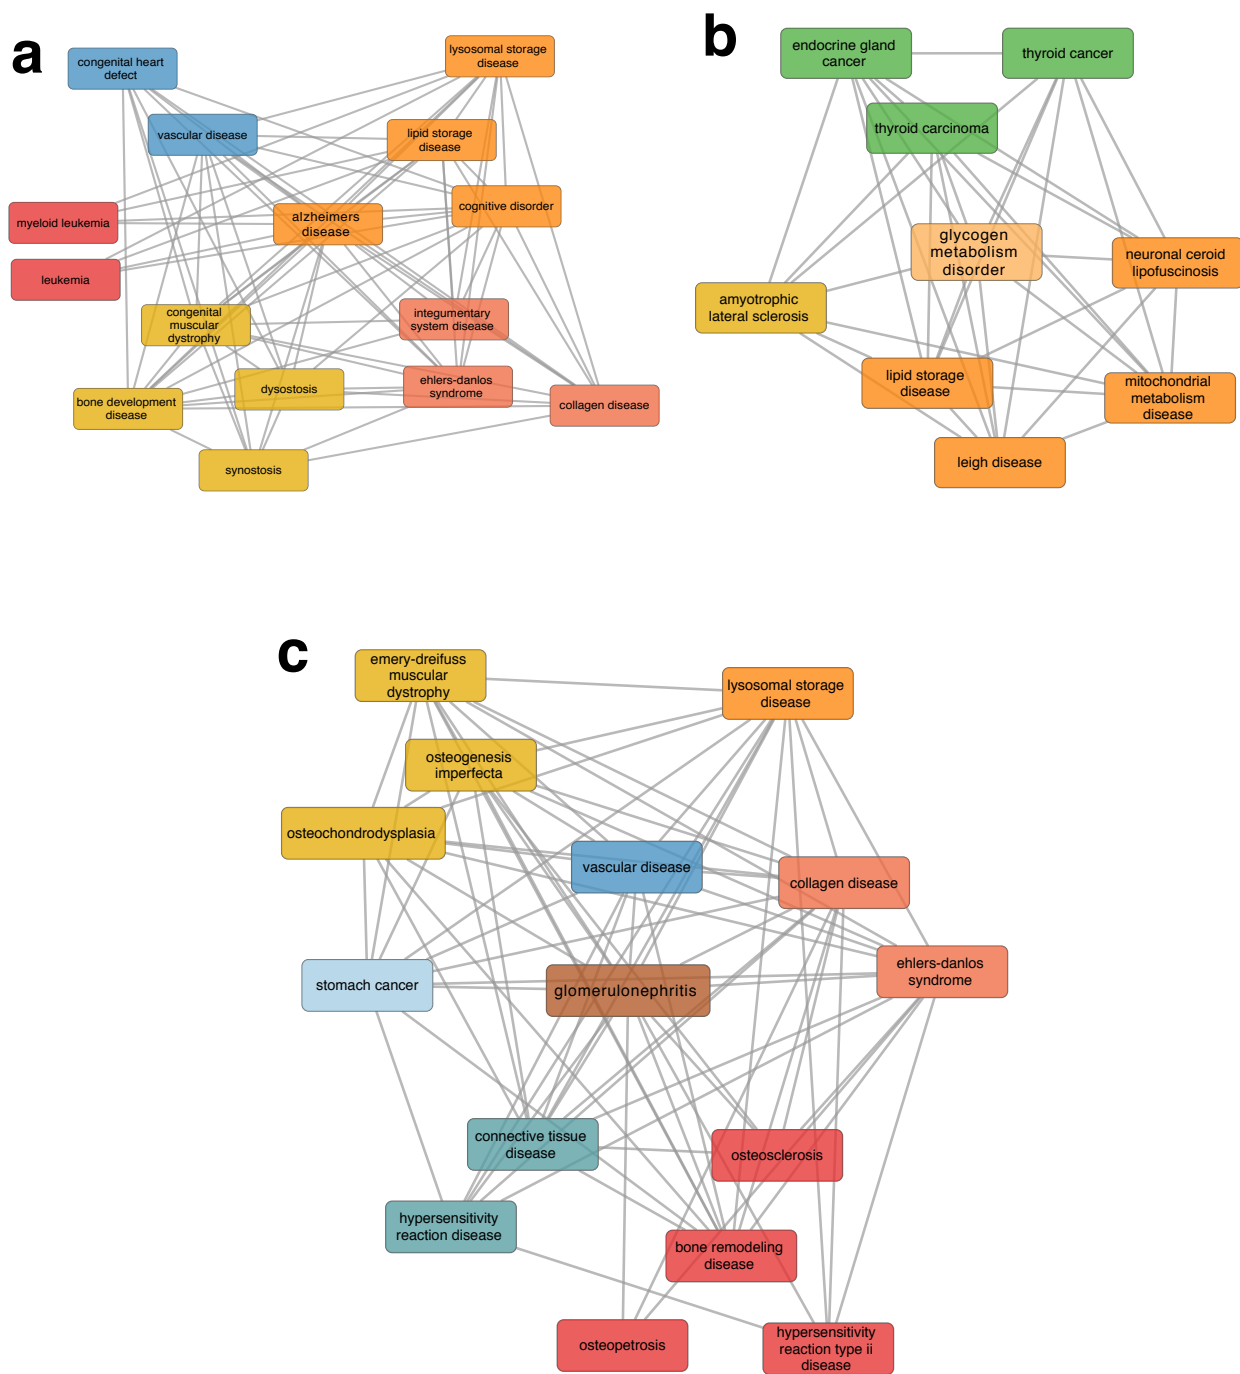 a
congenital heart
defect
lysosomal storage
disease
vascular disease
lipid storage
disease
myeloid leukemia
alzheimers
disease
cognitive disorder
leukemia
congenital
muscular
dystrophy
integumentary
system disease
bone development
disease
dysostosis
ehlers-danlos
syndrome
collagen disease
synostosis
b
endocrine gland
cancer
thyroid cancer
thyroid carcinoma
glycogen
metabolism
disorder
neuronal ceroid
lipofuscinosis
amyotrophic
lateral sclerosis
lipid storage
disease
mitochondrial
metabolism
disease
leigh disease
c
emery-dreifuss
muscular
dystrophy
lysosomal storage
disease
osteogenesis
imperfecta
osteochondrodysplasia
vascular disease
collagen disease
stomach cancer
glomerulonephritis
ehlers-danlos
syndrome
connective tissue
disease
osteosclerosis
hypersensitivity
reaction disease
bone remodeling
disease
osteopetrosis
hypersensitivity
reaction type ii
disease